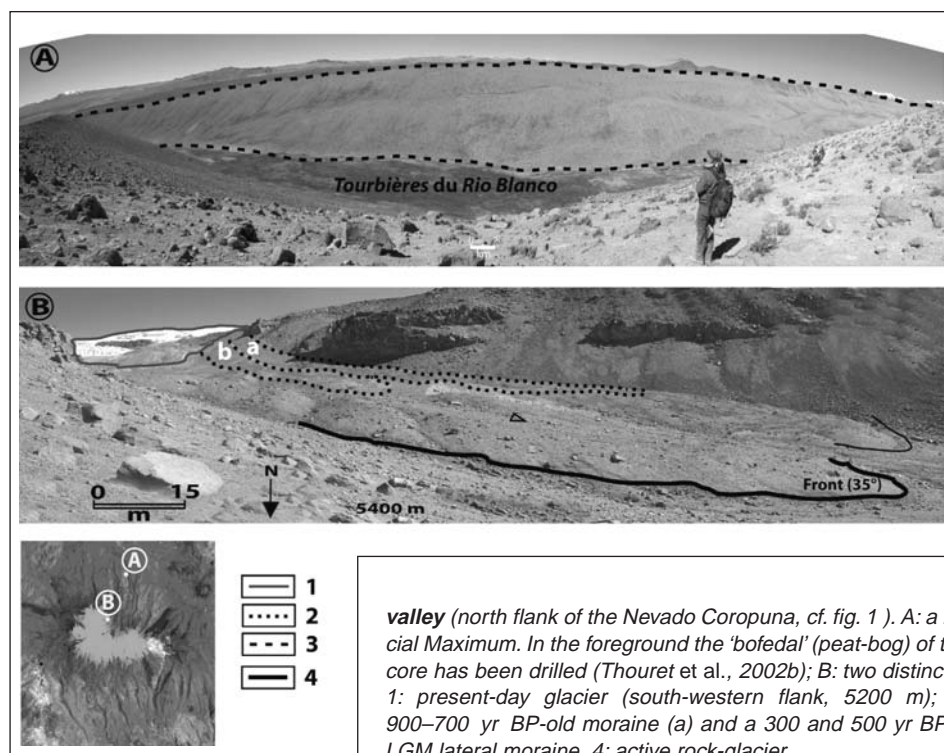 A
Tourbières du Rio Blanco
km
B
b a
Front (35°)
0 15
m
N
5400 m
A
B
1
2
3
4
valley (north flank of the Nevado Coropuna, cf. fig. 1 ). A: a
cial Maximum. In the foreground the ‘bofedal’ (peat-bog) of
core has been drilled (Thouret et al., 2002b); B: two distinc
1: present-day glacier (south-western flank, 5200 m);
900–700 yr BP-old moraine (a) and a 300 and 500 yr BP
LGM lateral moraine. 4: active rock-glacier